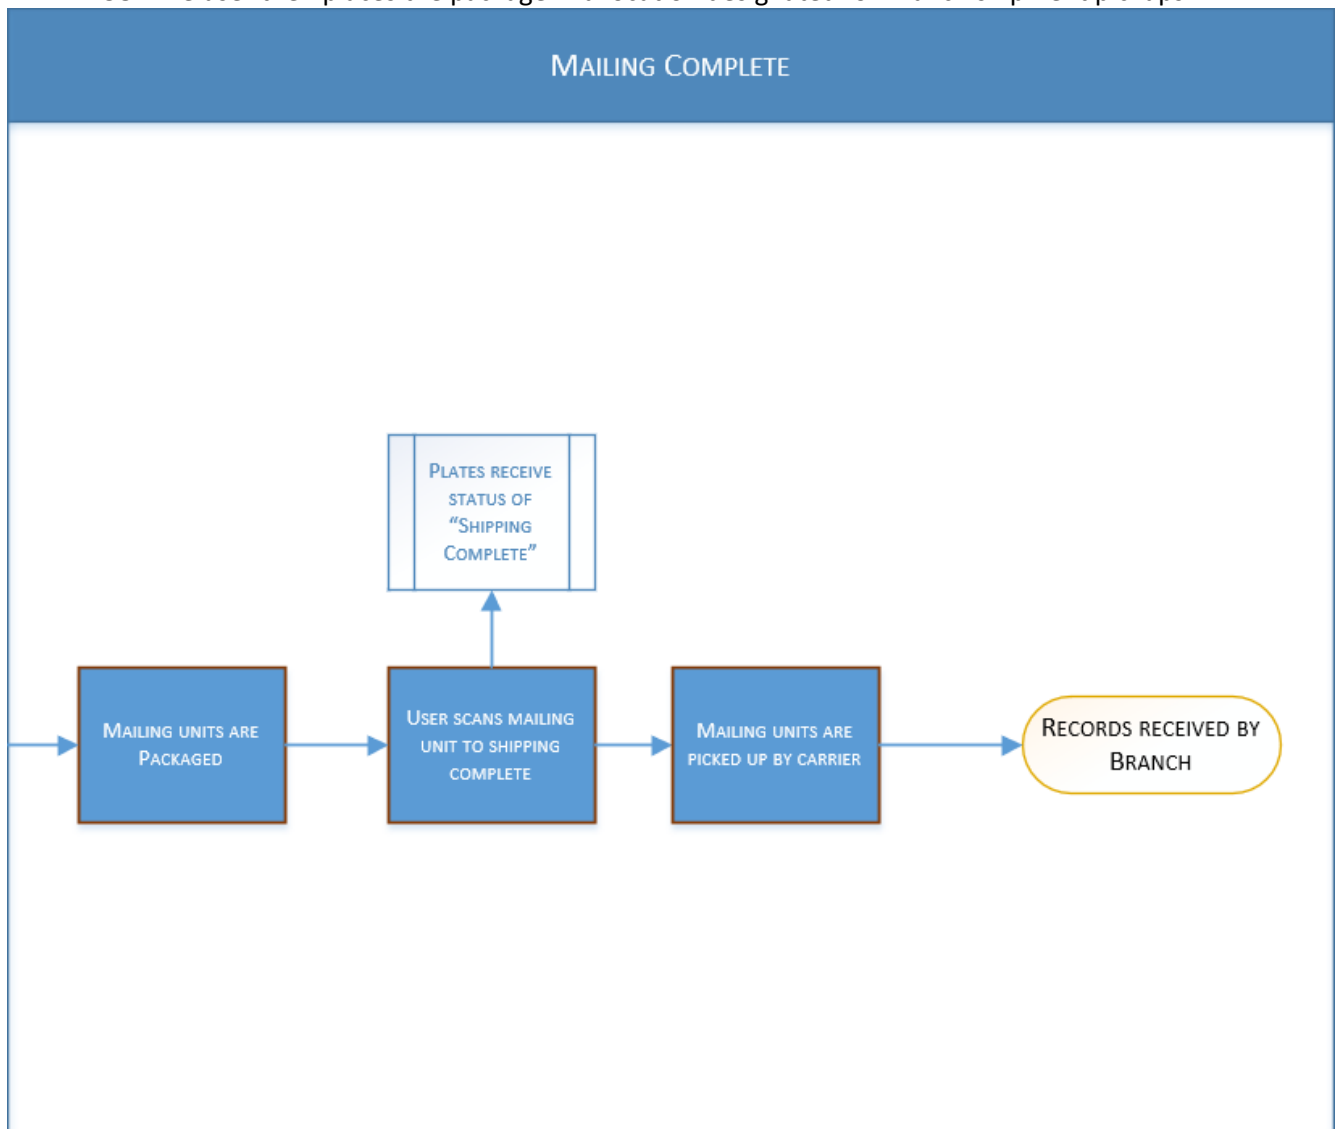 MAILING COMPLETE
PLATES RECEIVE
STATUS OF
“SHIPPING
COMPLETE”
MAILING UNITS ARE
PACKAGED
USER SCANS MAILING
UNIT TO SHIPPING
COMPLETE
MAILING UNITS ARE
PICKED UP BY CARRIER
RECORDS RECEIVED BY
BRANCH